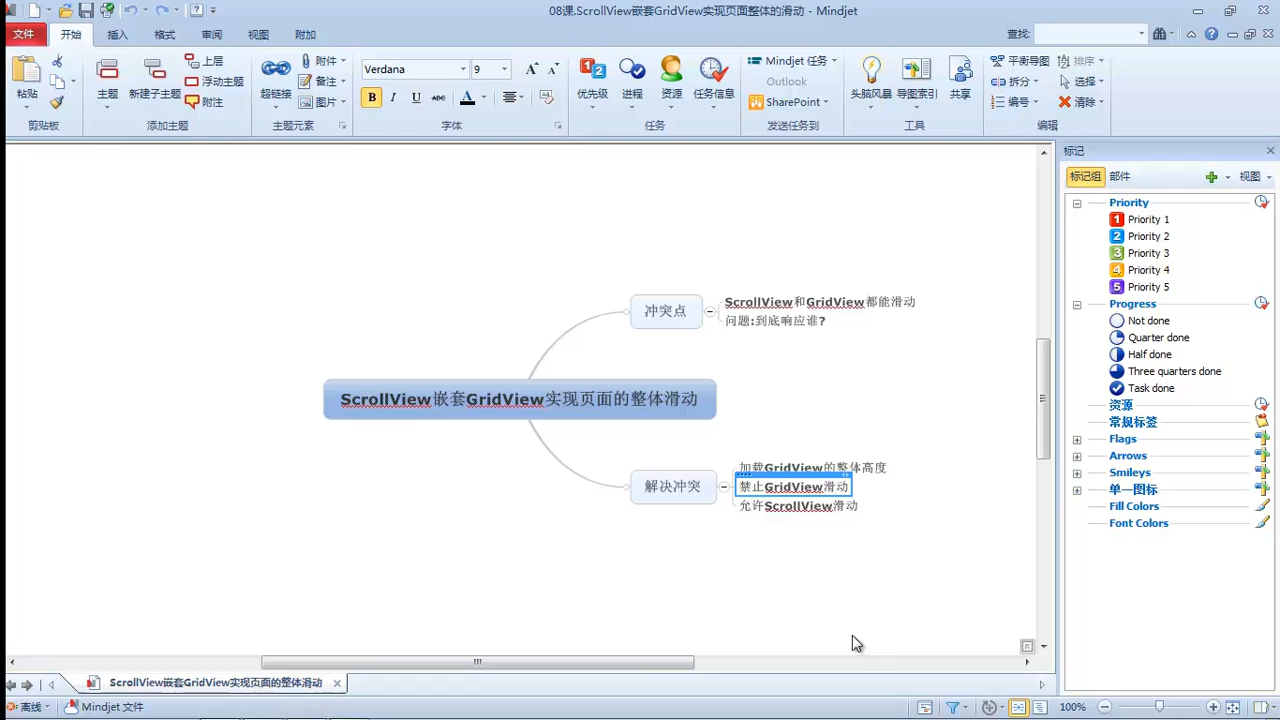 08课.ScrollView嵌套GridView实现页面整体的滑动 - Mindjet
文件 开始 插入 格式 审阅 视图 附加 查找:
粘贴 主题 新建子主题 上层 浮动主题 附注 超链接 附件 备注 图片 Verdana 9 优先级 进程 资源 任务信息 Mindjet 任务 Outlook SharePoint 头脑风暴 导图索引 共享 平衡导图 拆分 编号 排序 选择 清除
剪贴板 添加主题 主题元素 字体 任务 发送任务到 工具 编辑
冲突点
ScrollView和GridView都能滑动
问题:到底响应谁?
ScrollView嵌套GridView实现页面的整体滑动
解决冲突
加载GridView的整体高度
禁止GridView滑动
允许ScrollView滑动
标记
标记组 部件 视图
Priority
1 Priority 1
2 Priority 2
3 Priority 3
4 Priority 4
5 Priority 5
Progress
Not done
Quarter done
Half done
Three quarters done
Task done
资源
常规标签
Flags
Arrows
Smileys
单一图标
Fill Colors
Font Colors
ScrollView嵌套GridView实现页面的整体滑动
离线 Mindjet 文件 100%